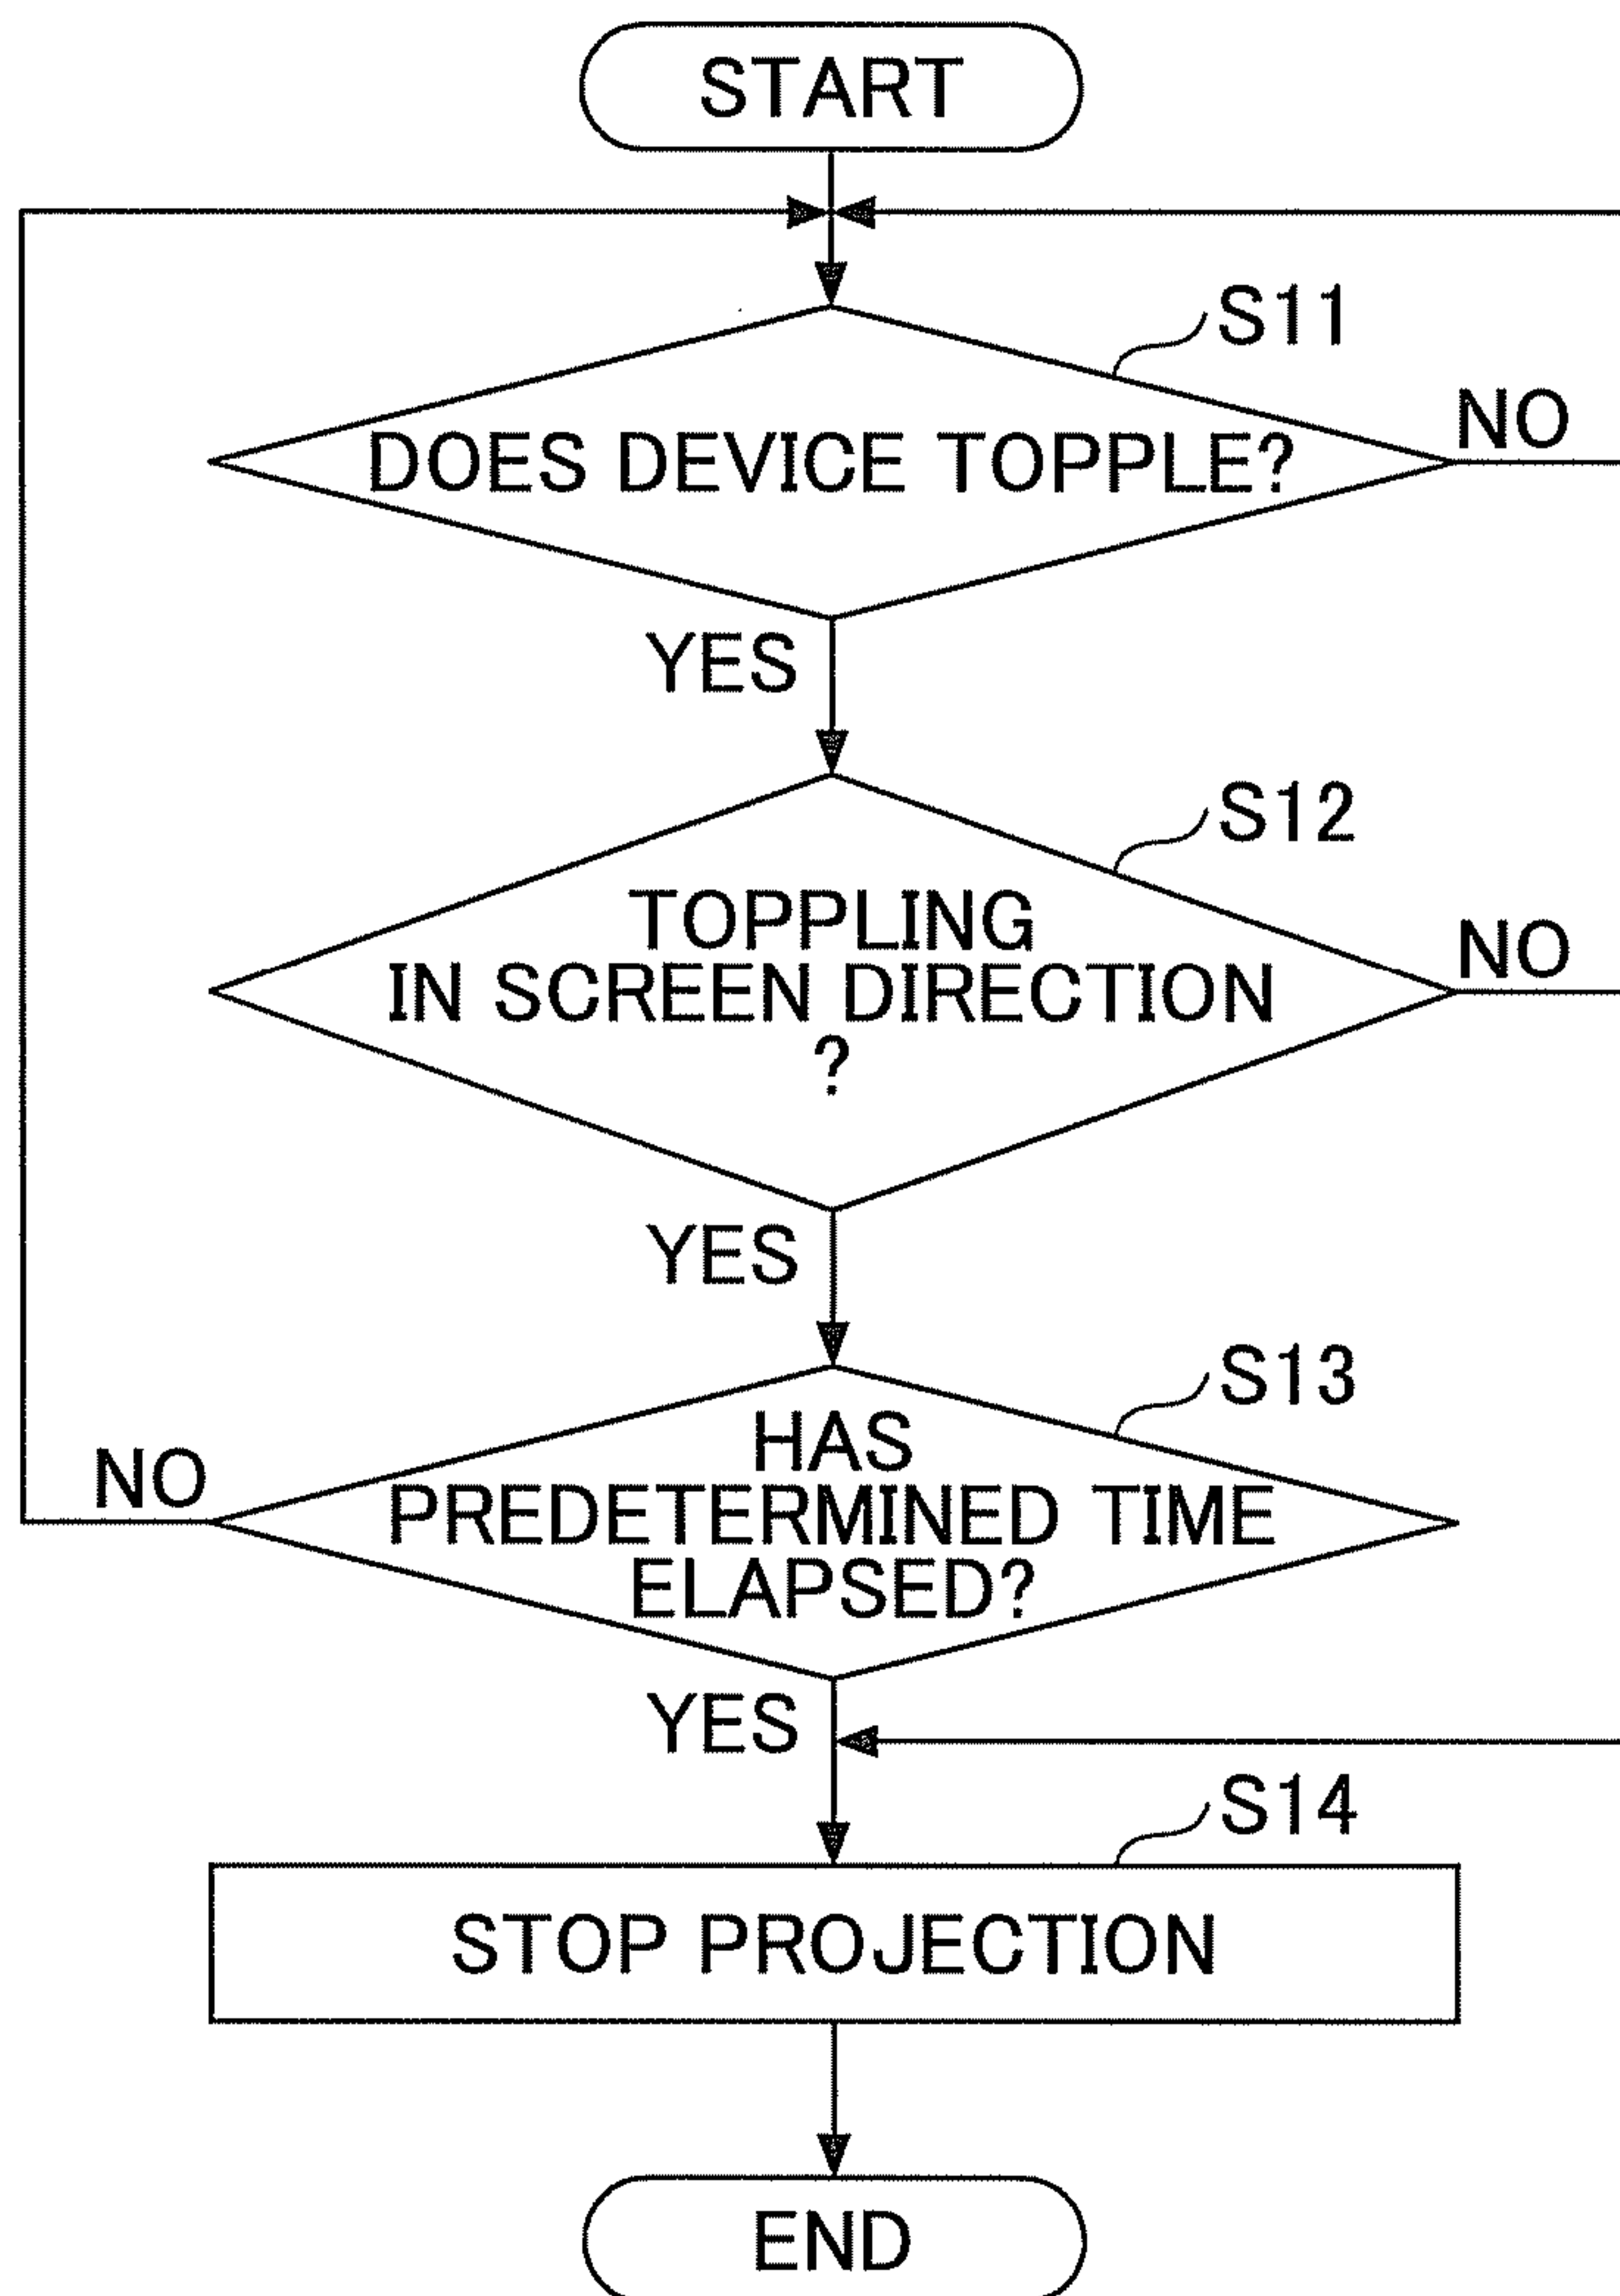 START
S11
DOES DEVICE TOPPLE?
NO
YES
S12
TOPPLING
IN SCREEN DIRECTION
?
NO
YES
S13
HAS
PREDETERMINED TIME
ELAPSED?
NO
YES
S14
STOP PROJECTION
END